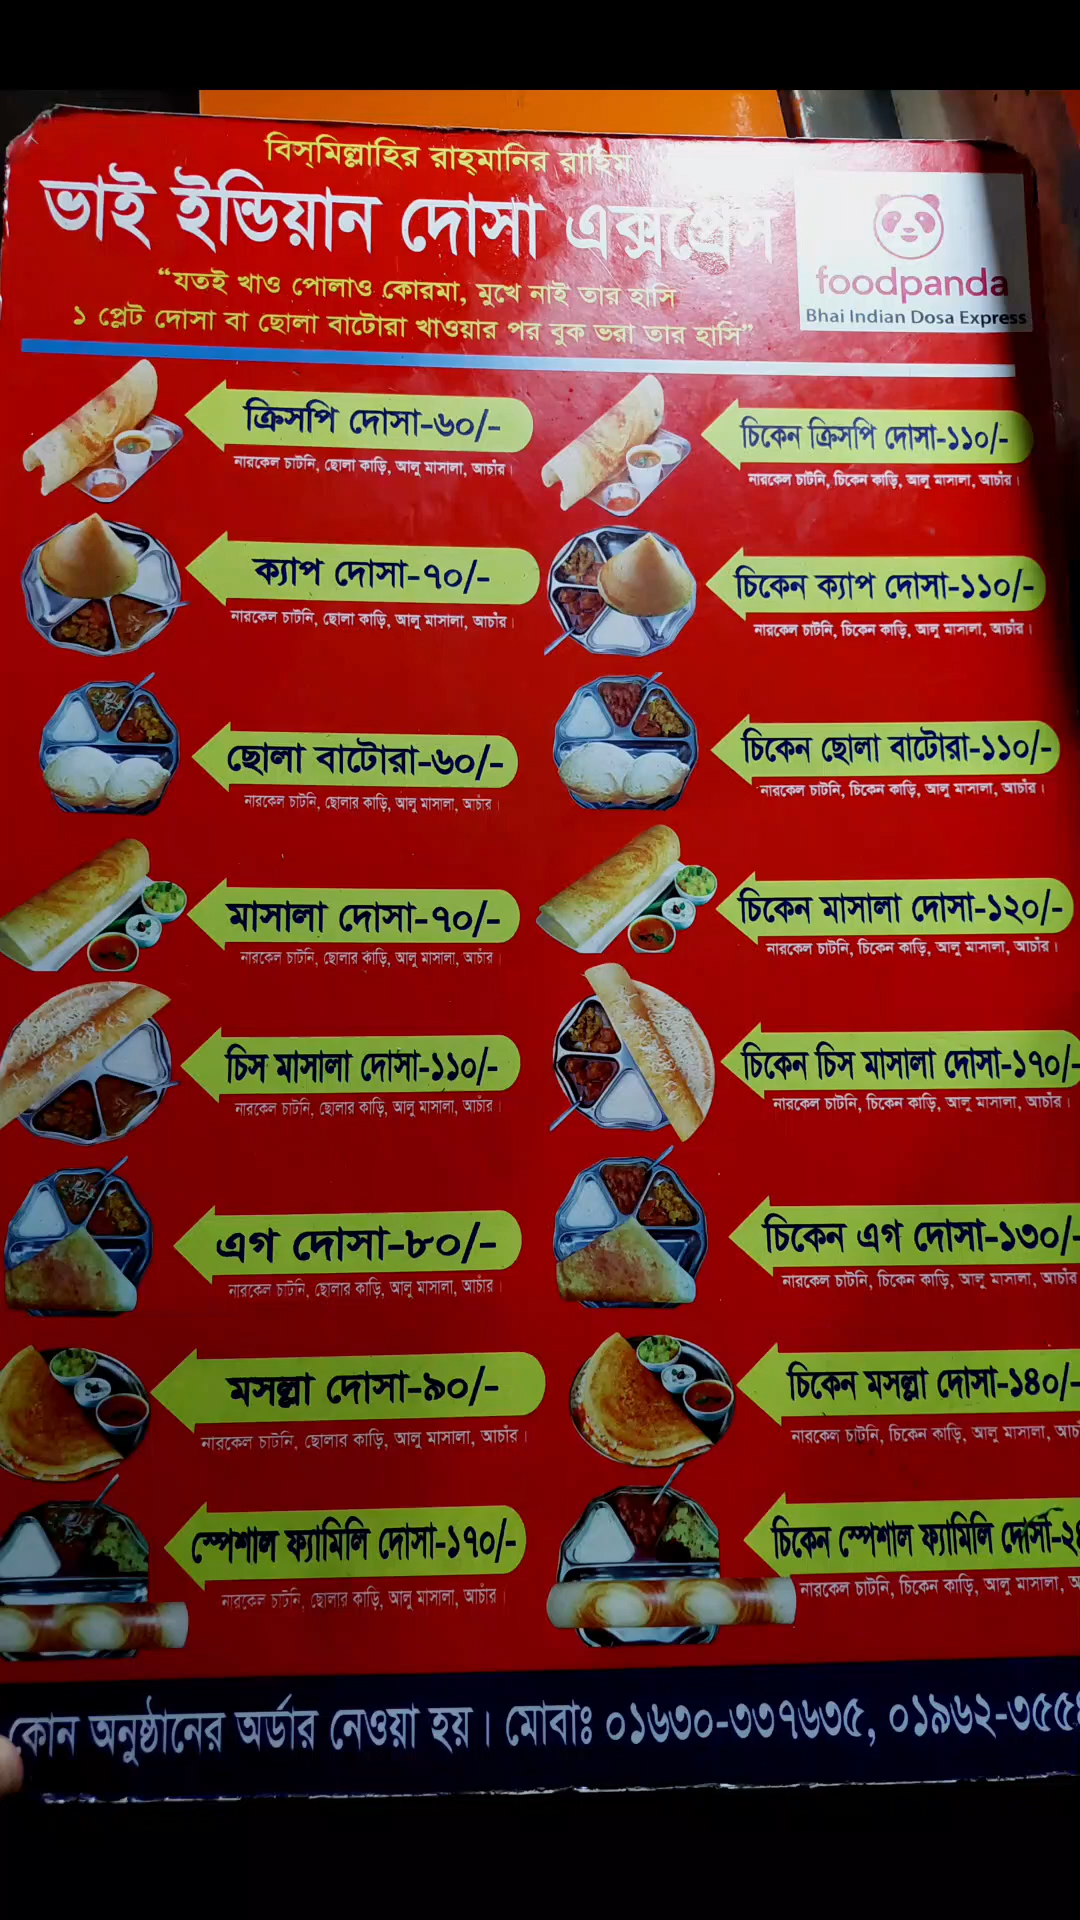 বিস্‌মিল্লাহির রাহ্‌মানির রাহিম
ভাই ইন্ডিয়ান দোসা এক্সপ্রেস
foodpanda
Bhai Indian Dosa Express
“যতই খাও পোলাও কোরমা, মুখে নাই তার হাসি
১ প্লেট দোসা বা ছোলা বাটোরা খাওয়ার পর বুক ভরা তার হাসি”
ক্রিসপি দোসা-৬০/-
নারকেল চাটনি, ছোলা কাড়ি, আলু মাসালা, আচাঁর।
চিকেন ক্রিসপি দোসা-১১০/-
নারকেল চাটনি, চিকেন কাড়ি, আলু মাসালা, আচাঁর।
ক্যাপ দোসা-৭০/-
নারকেল চাটনি, ছোলা কাড়ি, আলু মাসালা, আচাঁর।
চিকেন ক্যাপ দোসা-১১০/-
নারকেল চাটনি, চিকেন কাড়ি, আলু মাসালা, আচাঁর।
ছোলা বাটোরা-৬০/-
নারকেল চাটনি, ছোলার কাড়ি, আলু মাসালা, আচাঁর।
চিকেন ছোলা বাটোরা-১১০/-
নারকেল চাটনি, চিকেন কাড়ি, আলু মাসালা, আচাঁর।
মাসালা দোসা-৭০/-
নারকেল চাটনি, ছোলার কাড়ি, আলু মাসালা, আচাঁর।
চিকেন মাসালা দোসা-১২০/-
নারকেল চাটনি, চিকেন কাড়ি, আলু মাসালা, আচাঁর।
চিস মাসালা দোসা-১১০/-
নারকেল চাটনি, ছোলার কাড়ি, আলু মাসালা, আচাঁর।
চিকেন চিস মাসালা দোসা-১৭০/-
নারকেল চাটনি, চিকেন কাড়ি, আলু মাসালা, আচাঁর।
এগ দোসা-৮০/-
নারকেল চাটনি, ছোলার কাড়ি, আলু মাসালা, আচাঁর।
চিকেন এগ দোসা-১৩০/-
নারকেল চাটনি, চিকেন কাড়ি, আলু মাসালা, আচাঁর
মসল্লা দোসা-৯০/-
নারকেল চাটনি, ছোলার কাড়ি, আলু মাসালা, আচাঁর।
চিকেন মসল্লা দোসা-১৪০/-
নারকেল চাটনি, চিকেন কাড়ি, আলু মাসালা,
স্পেশাল ফ্যামিলি দোসা-১৭০/-
নারকেল চাটনি, ছোলার কাড়ি, আলু মাসালা, আচাঁর।
চিকেন স্পেশাল ফ্যামিলি দোসা
নারকেল চাটনি, চিকেন কাড়ি, আলু মাসালা,
কোন অনুষ্ঠানের অর্ডার নেওয়া হয়। মোবাঃ ০১৬৩০-৩৩৭৬৩৫,